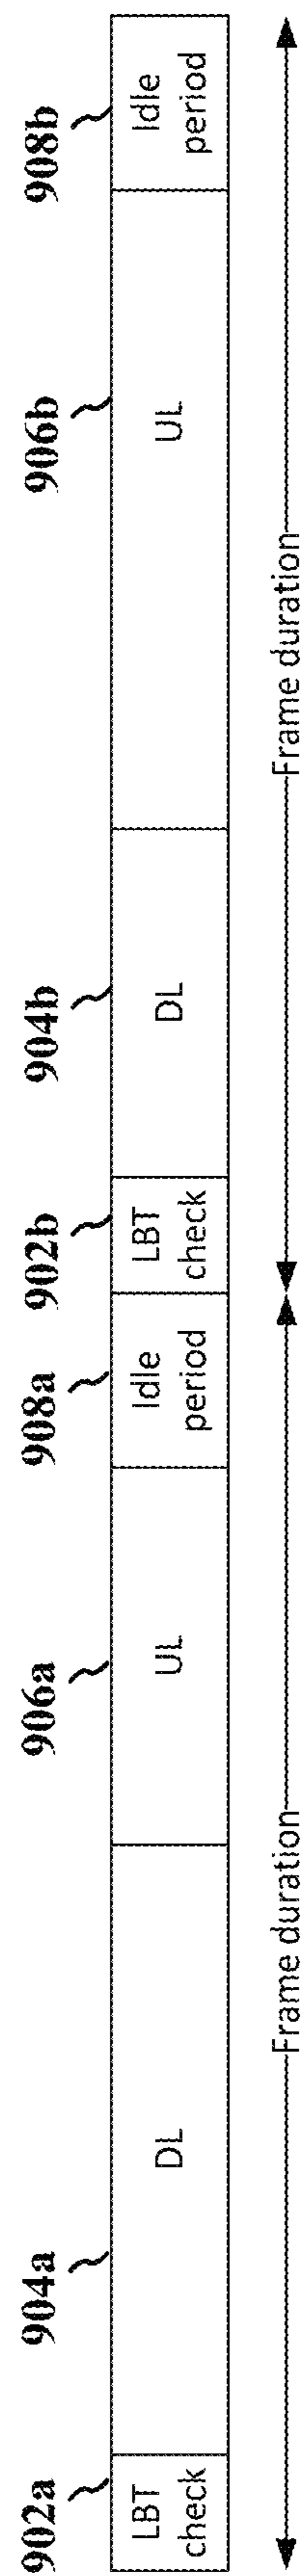 902a
904a
906a
908a
902b
904b
906b
908b
LBT
check
DL
UL
Idle
period
LBT
check
DL
UL
Idle
period
Frame duration
Frame duration